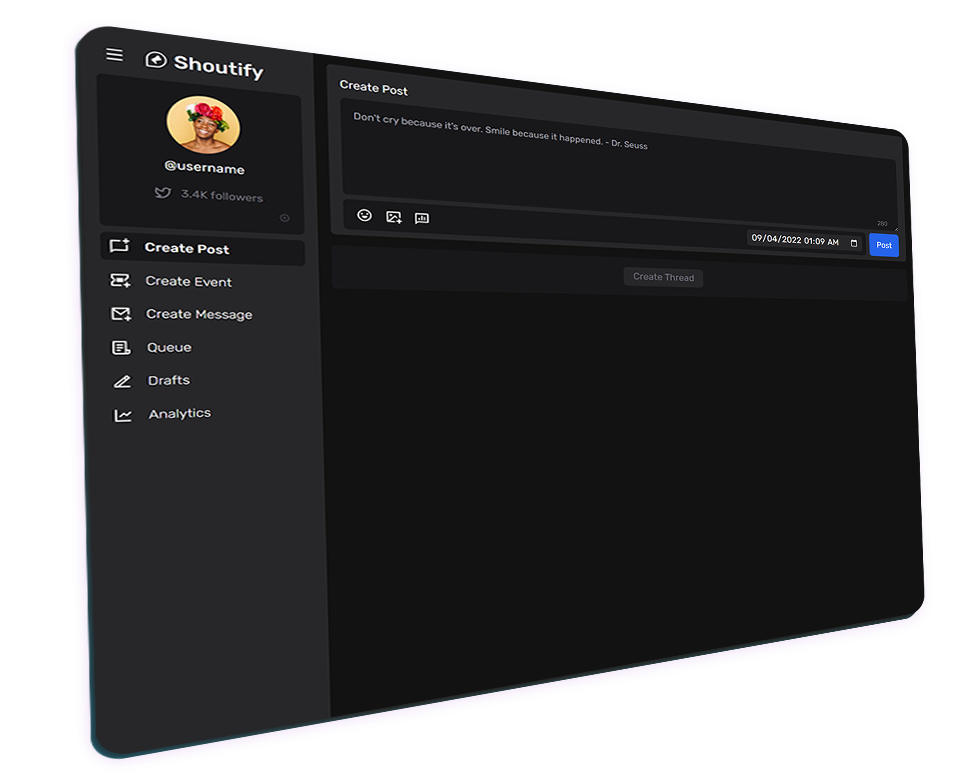 Shoutify
@username
3.4K followers
Create Post
Create Event
Create Message
Queue
Drafts
Analytics
Create Post
Don't cry because it's over. Smile because it happened. - Dr. Seuss
280
09/04/2022 01:09 AM
Post
Create Thread